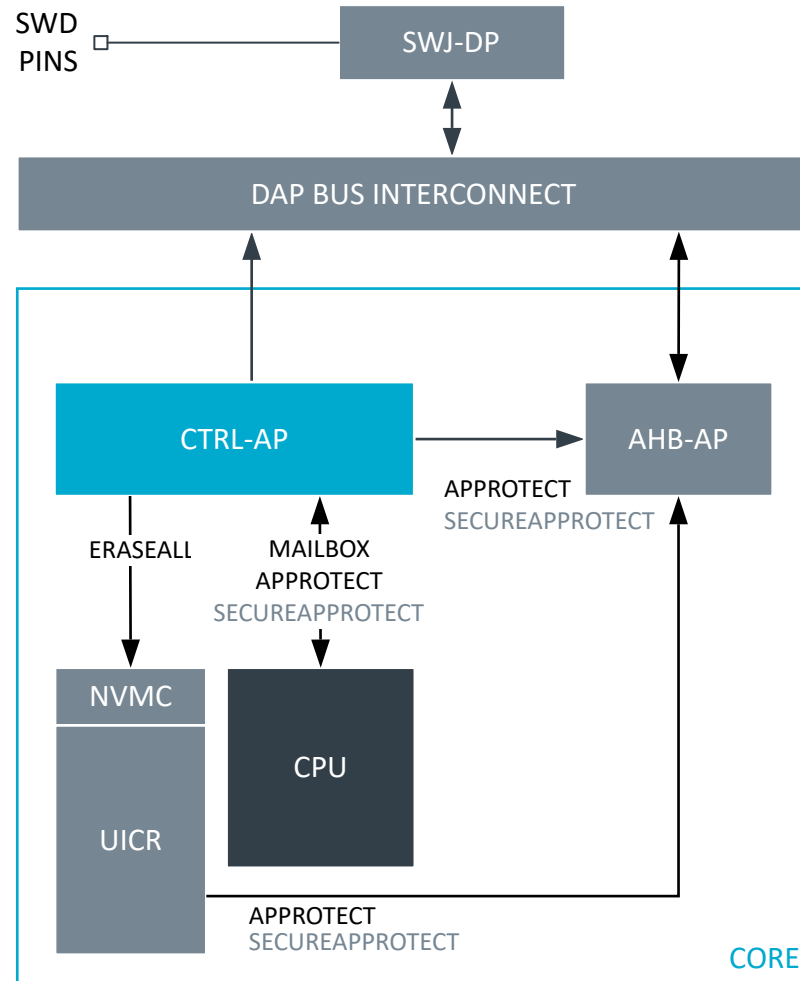 SWD
PINS
SWJ-DP
DAP BUS INTERCONNECT
CTRL-AP
AHB-AP
APPROTECT
SECUREAPPROTECT
ERASEALL
MAILBOX
APPROTECT
SECUREAPPROTECT
NVMC
CPU
UICR
APPROTECT
SECUREAPPROTECT
CORE